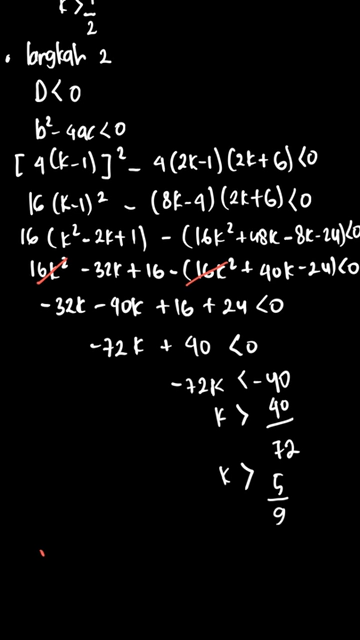 k > 1/2
• langkah 2
D < 0
b² - 4ac < 0
[4(k-1)]² - 4(2k-1)(2k+6) < 0
16(k-1)² - (8k-4)(2k+6) < 0
16(k²-2k+1) - (16k²+48k-8k-24) < 0
16k² - 32k + 16 - (16k² + 40k - 24) < 0
-32k - 40k + 16 + 24 < 0
-72k + 40 < 0
-72k < -40
k > 40/72
k > 5/9